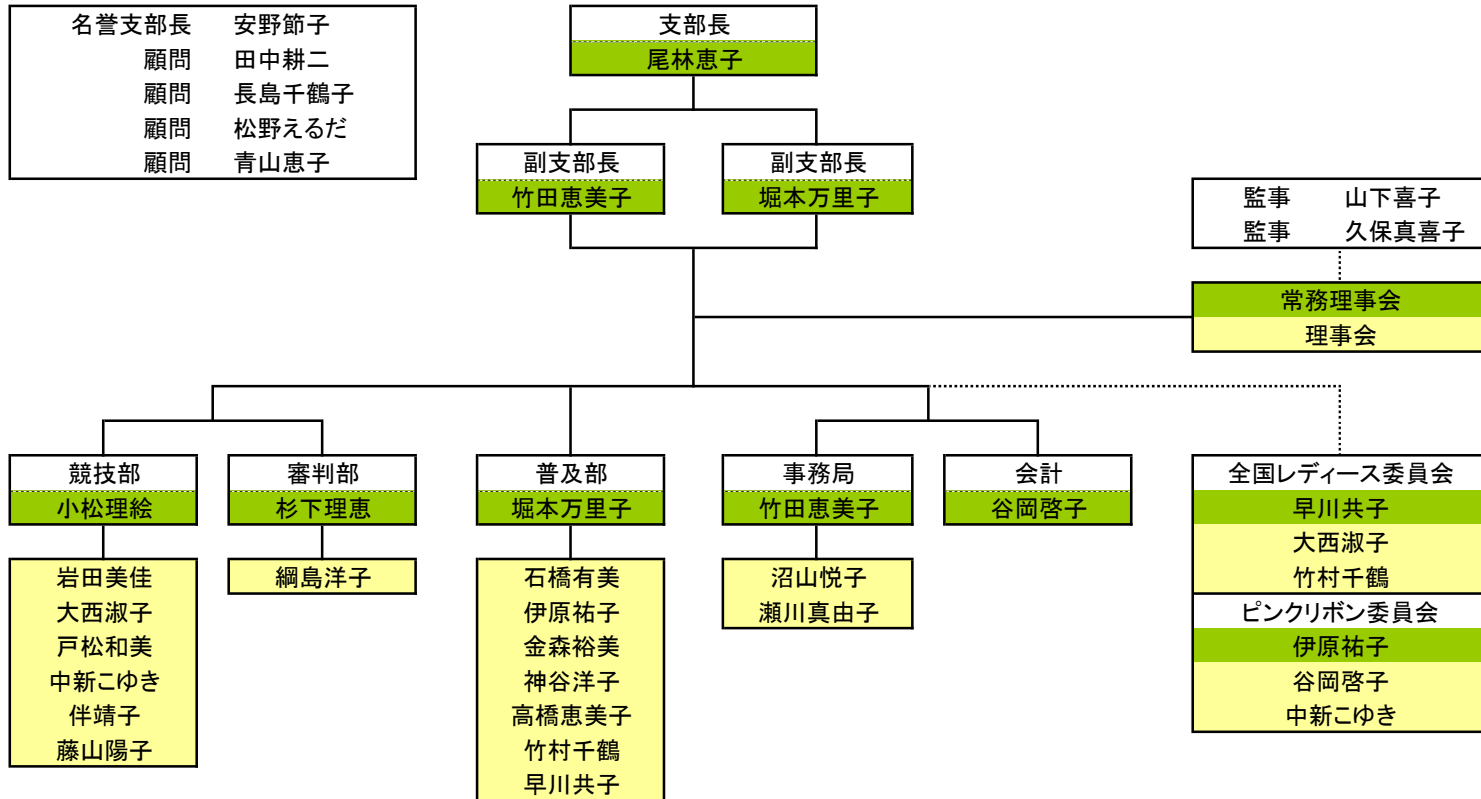 名誉支部長 安野節子
顧問 田中耕二
顧問 長島千鶴子
顧問 松野えるだ
顧問 青山恵子
支部長
尾林恵子
副支部長
竹田恵美子
副支部長
堀本万里子
監事 山下喜子
監事 久保真喜子
常務理事会
理事会
競技部
小松理絵
岩田美佳
大西淑子
戸松和美
中新こゆき
伴靖子
藤山陽子
審判部
杉下理恵
綱島洋子
普及部
堀本万里子
石橋有美
伊原祐子
金森裕美
神谷洋子
高橋恵美子
竹村千鶴
早川共子
事務局
竹田恵美子
沼山悦子
瀬川真由子
会計
谷岡啓子
全国レディース委員会
早川共子
大西淑子
竹村千鶴
ピンクリボン委員会
伊原祐子
谷岡啓子
中新こゆき